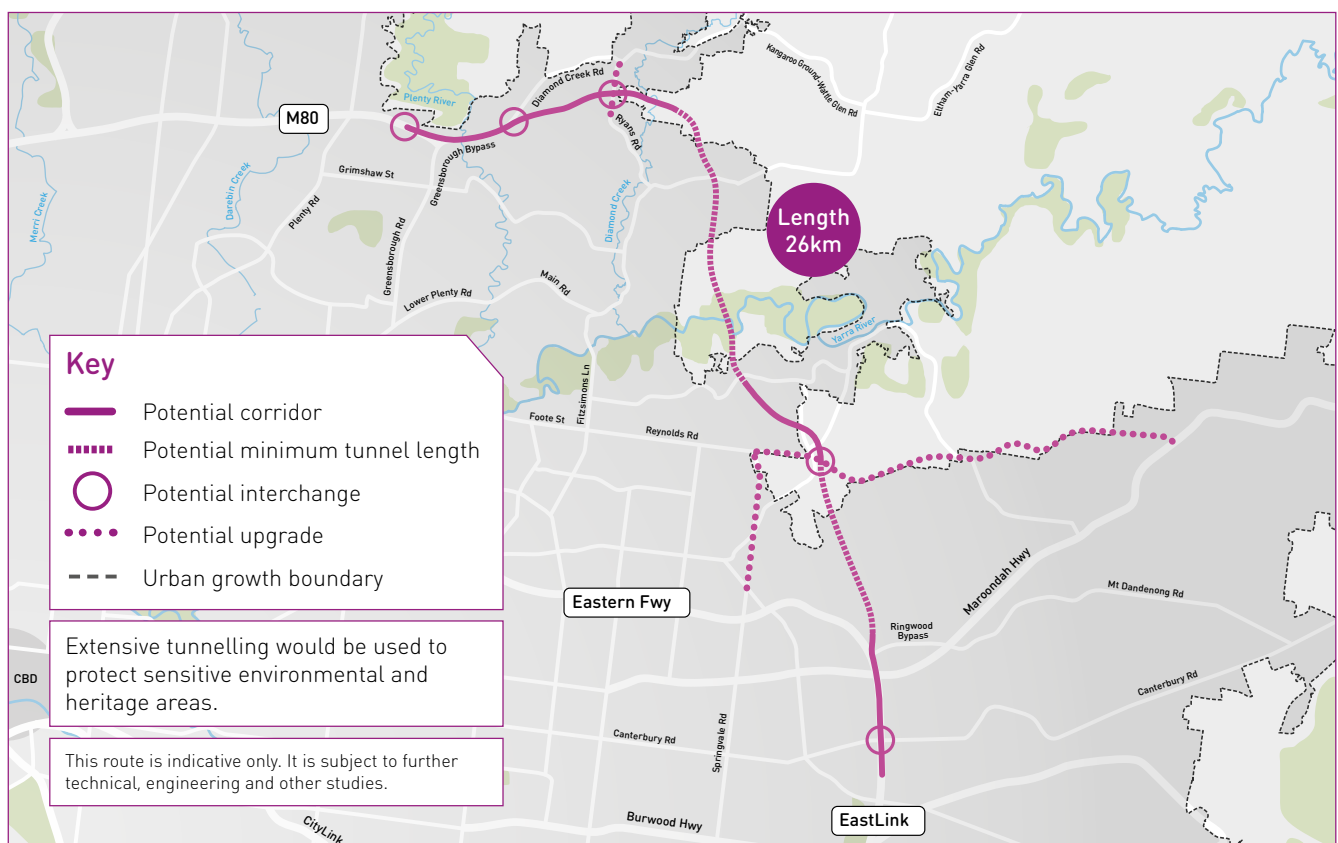 Kangaroo Ground-Wattle Glen Rd
Eltham-Yarra Glen Rd
Diamond Creek Rd
Plenty River
M80
Ryans Rd
Greensborough Bypass
Grimshaw St
Darebin Creek
Merri Creek
Plenty Rd
Diamond Creek
Length
26km
Greensborough Rd
Main Rd
Lower Plenty Rd
Yarra River
Key
Potential corridor
Potential minimum tunnel length
Potential interchange
Potential upgrade
Urban growth boundary
Fitzsimons Ln
Foote St
Reynolds Rd
Eastern Fwy
Maroondah Hwy
Mt Dandenong Rd
Ringwood
Bypass
Extensive tunnelling would be used to
protect sensitive environmental and
heritage areas.
CBD
Canterbury Rd
Canterbury Rd
Springvale Rd
This route is indicative only. It is subject to further
technical, engineering and other studies.
CityLink
Burwood Hwy
EastLink